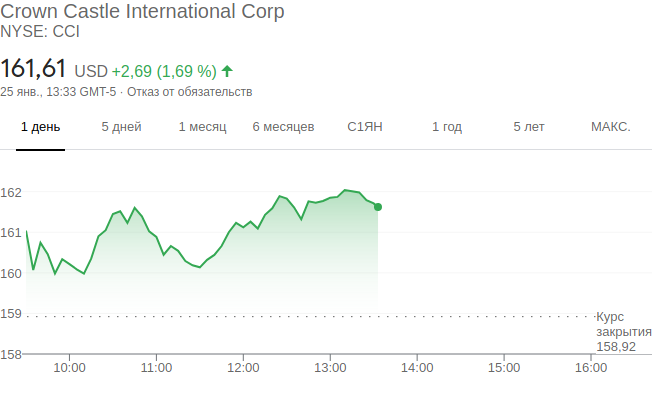 Crown Castle International Corp
NYSE: CCI
161,61 USD +2,69 (1,69 %)
25 янв., 13:33 GMT-5 · Отказ от обязательств
1 день 5 дней 1 месяц 6 месяцев С1ЯН 1 год 5 лет МАКС.
162
161
160
159
Курс
закрытия
158,92
158
10:00 11:00 12:00 13:00 14:00 15:00 16:00